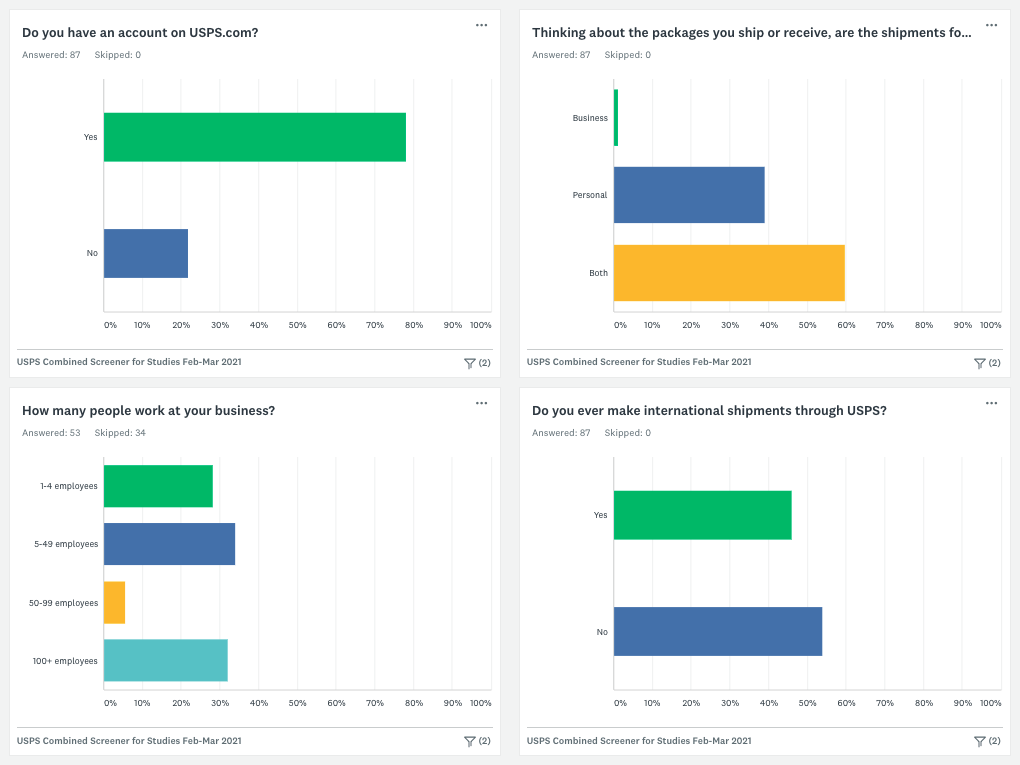 Do you have an account on USPS.com?
Answered: 87 Skipped: 0
Yes
No
0% 10% 20% 30% 40% 50% 60% 70% 80% 90% 100%
USPS Combined Screener for Studies Feb-Mar 2021
(2)
Thinking about the packages you ship or receive, are the shipments fo...
Answered: 87 Skipped: 0
Business
Personal
Both
0% 10% 20% 30% 40% 50% 60% 70% 80% 90% 100%
USPS Combined Screener for Studies Feb-Mar 2021
(2)
How many people work at your business?
Answered: 53 Skipped: 34
1-4 employees
5-49 employees
50-99 employees
100+ employees
0% 10% 20% 30% 40% 50% 60% 70% 80% 90% 100%
USPS Combined Screener for Studies Feb-Mar 2021
(2)
Do you ever make international shipments through USPS?
Answered: 87 Skipped: 0
Yes
No
0% 10% 20% 30% 40% 50% 60% 70% 80% 90% 100%
USPS Combined Screener for Studies Feb-Mar 2021
(2)